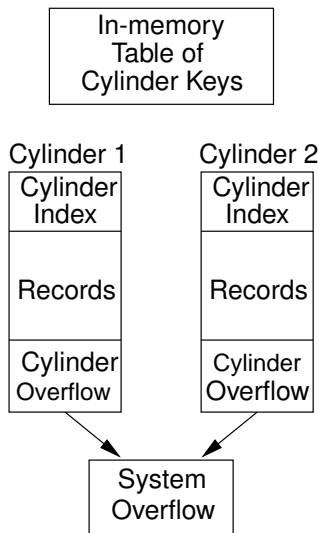 In-memory
Table of
Cylinder Keys
Cylinder 1
Cylinder
Index
Records
Cylinder
Overflow
Cylinder 2
Cylinder
Index
Records
Cylinder
Overflow
System
Overflow